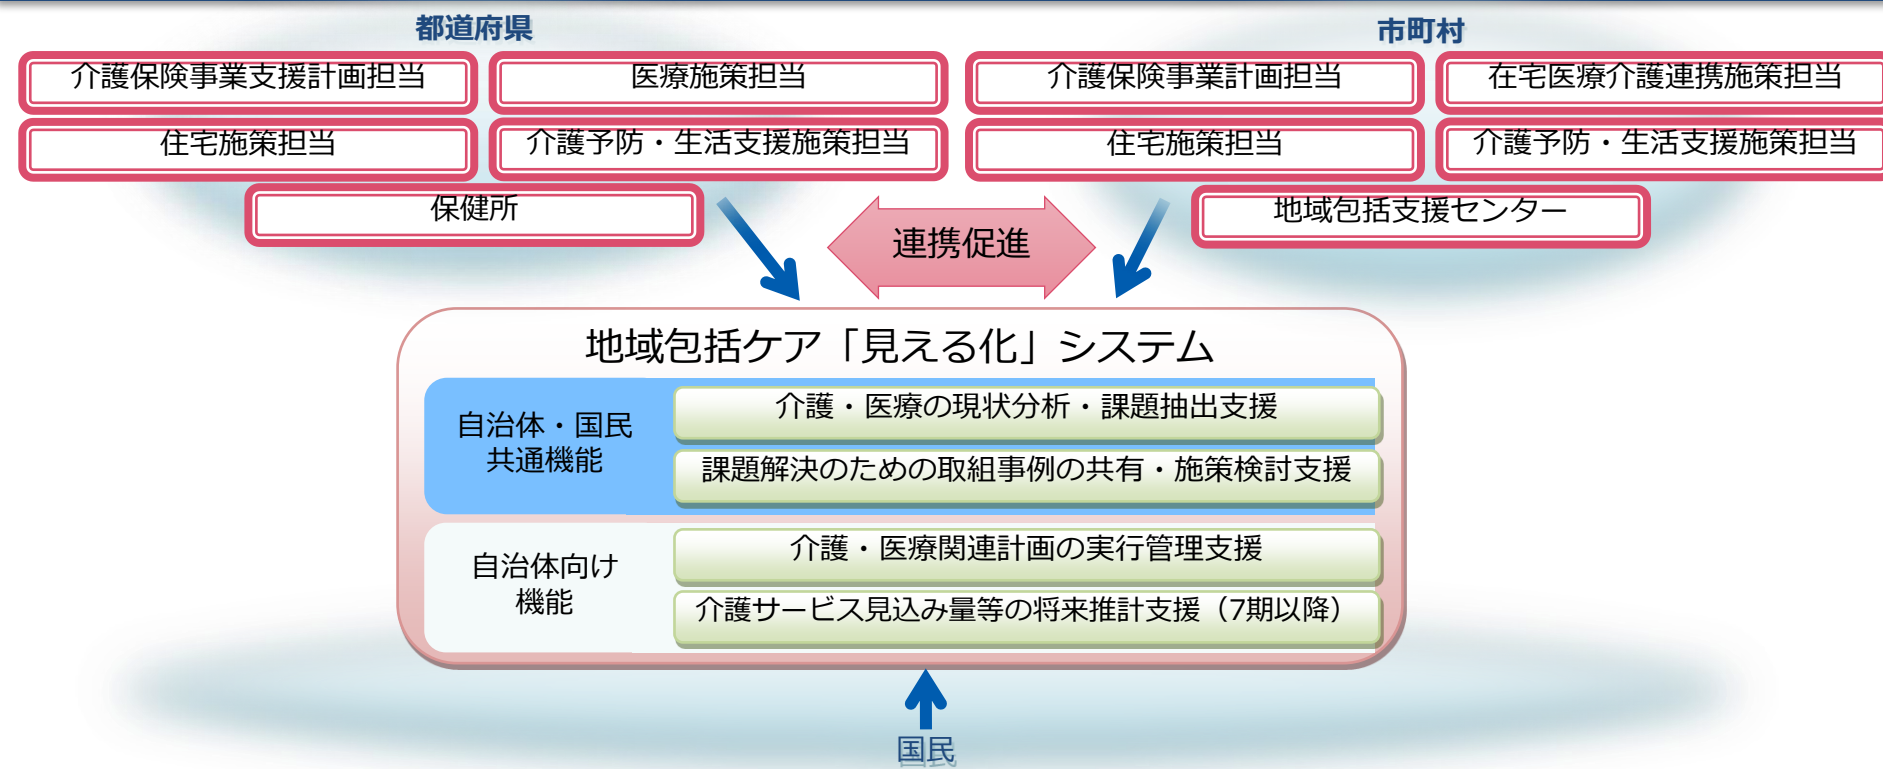 都道府県
市町村
介護保険事業支援計画担当
医療施策担当
介護保険事業計画担当
在宅医療介護連携施策担当
住宅施策担当
介護予防・生活支援施策担当
住宅施策担当
介護予防・生活支援施策担当
保健所
地域包括支援センター
連携促進
地域包括ケア「見える化」システム
自治体・国民
共通機能
介護・医療の現状分析・課題抽出支援
課題解決のための取組事例の共有・施策検討支援
自治体向け
機能
介護・医療関連計画の実行管理支援
介護サービス見込み量等の将来推計支援（7期以降）
国民